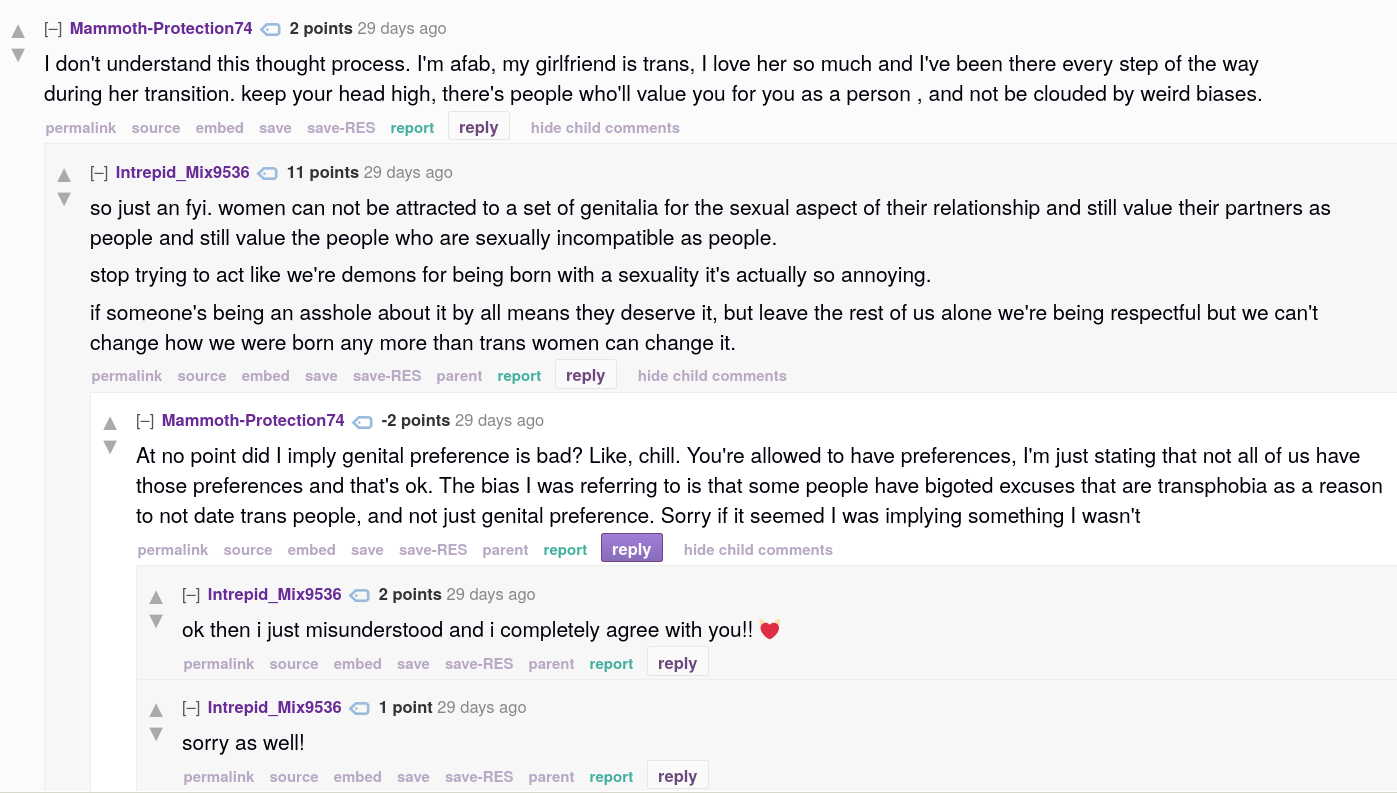 [–] Mammoth-Protection74 2 points 29 days ago
I don't understand this thought process. I'm afab, my girlfriend is trans, I love her so much and I've been there every step of the way
during her transition. keep your head high, there's people who'll value you for you as a person , and not be clouded by weird biases.
permalink source embed save save-RES report reply hide child comments
[–] Intrepid_Mix9536 11 points 29 days ago
so just an fyi. women can not be attracted to a set of genitalia for the sexual aspect of their relationship and still value their partners as
people and still value the people who are sexually incompatible as people.
stop trying to act like we're demons for being born with a sexuality it's actually so annoying.
if someone's being an asshole about it by all means they deserve it, but leave the rest of us alone we're being respectful but we can't
change how we were born any more than trans women can change it.
permalink source embed save save-RES parent report reply hide child comments
[–] Mammoth-Protection74 -2 points 29 days ago
At no point did I imply genital preference is bad? Like, chill. You're allowed to have preferences, I'm just stating that not all of us have
those preferences and that's ok. The bias I was referring to is that some people have bigoted excuses that are transphobia as a reason
to not date trans people, and not just genital preference. Sorry if it seemed I was implying something I wasn't
permalink source embed save save-RES parent report reply hide child comments
[–] Intrepid_Mix9536 2 points 29 days ago
ok then i just misunderstood and i completely agree with you!! 💓
permalink source embed save save-RES parent report reply
[–] Intrepid_Mix9536 1 point 29 days ago
sorry as well!
permalink source embed save save-RES parent report reply